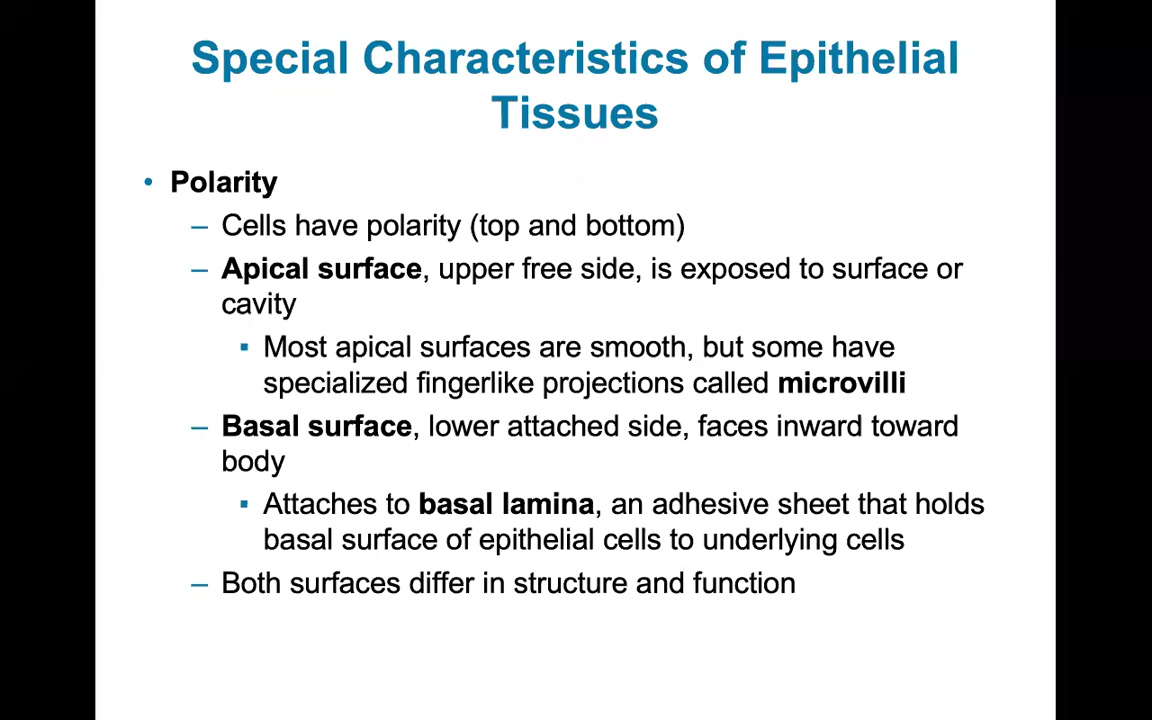 Special Characteristics of Epithelial
Tissues
• Polarity
– Cells have polarity (top and bottom)
– Apical surface, upper free side, is exposed to surface or
cavity
▪ Most apical surfaces are smooth, but some have
specialized fingerlike projections called microvilli
– Basal surface, lower attached side, faces inward toward
body
▪ Attaches to basal lamina, an adhesive sheet that holds
basal surface of epithelial cells to underlying cells
– Both surfaces differ in structure and function